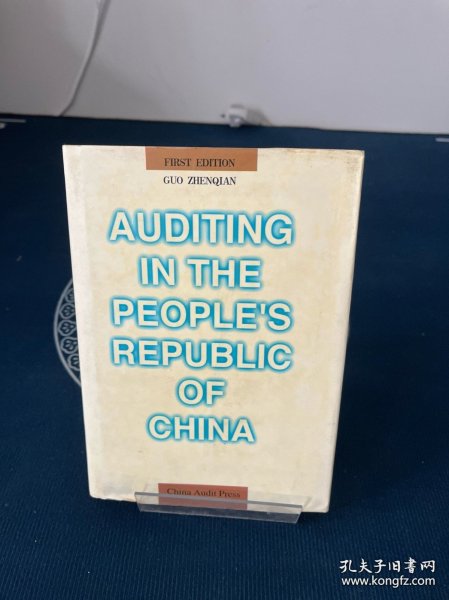 FIRST EDITION
GUO ZHENQIAN
AUDITING
IN THE
PEOPLE'S
REPUBLIC
OF
CHINA
China Audit Press
孔夫子旧书网
www.kongfz.com